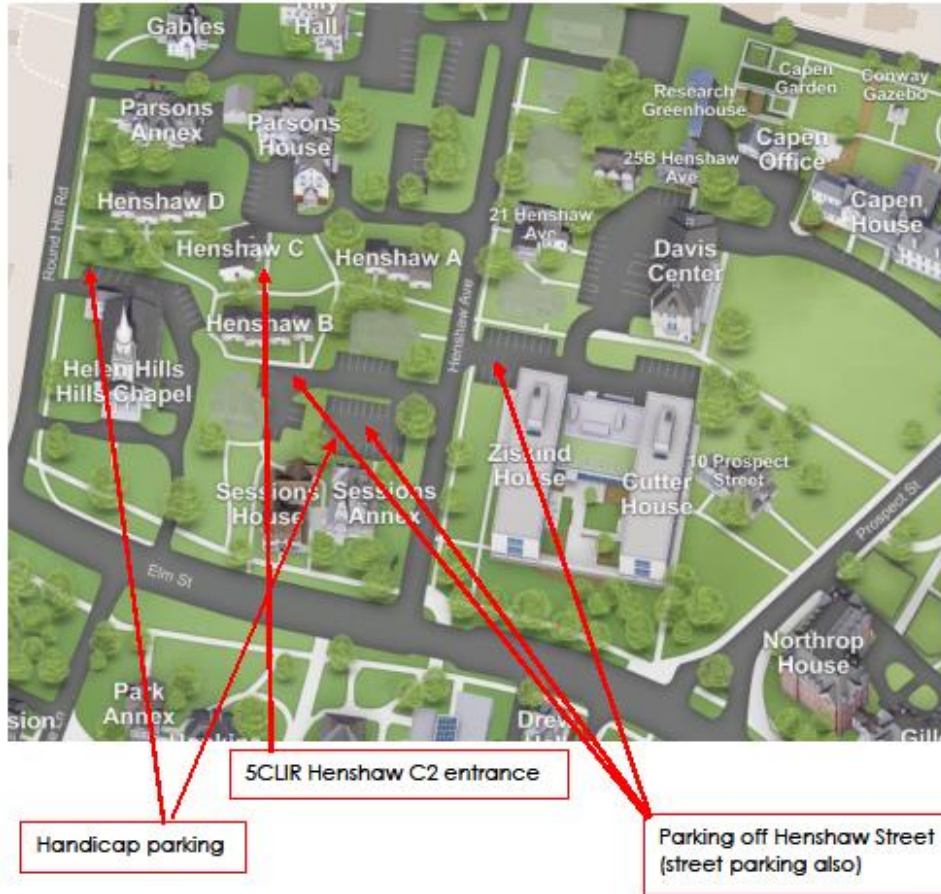 Gables
Hall
Parsons
Annex
Parsons
House
Research
Greenhouse
Capen
Garden
Conway
Gazebo
Capen
Office
25B Henshaw
Ave
Capen
House
Henshaw D
Round Hill Rd
Henshaw C
Henshaw A
21 Henshaw
Ave
Davis
Center
Henshaw B
Henshaw Ave
Helen Hills
Hills Chapel
Ziskind
House
Cutter
House
10 Prospect
Street
Prospect St
Sessions
House
Sessions
Annex
Elm St
Northrop
House
Park
Annex
5CLIR Henshaw C2 entrance
Handicap parking
Parking off Henshaw Street
(street parking also)